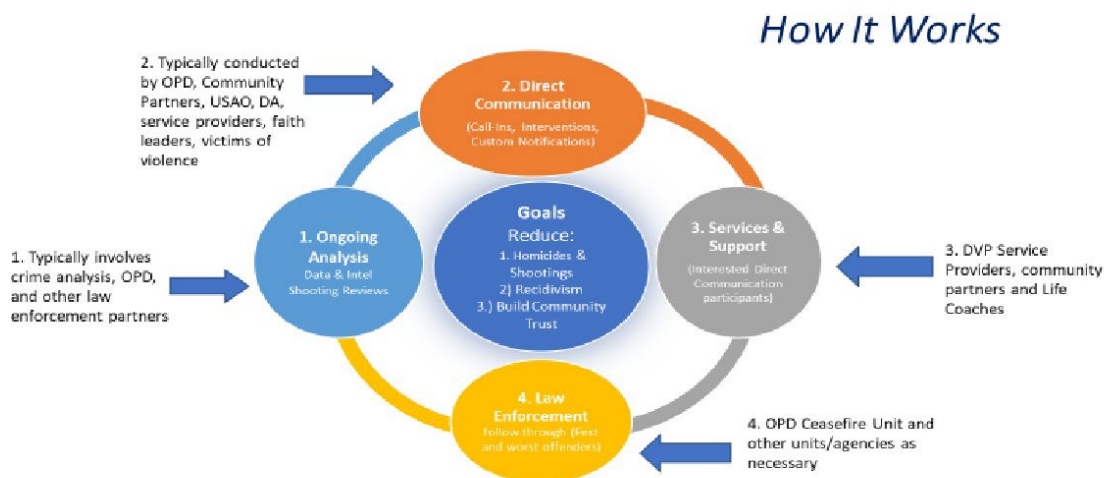 How It Works
2. Typically conducted
by OPD, Community
Partners, USAO, DA,
service providers, faith
leaders, victims of
violence
2. Direct
Communication
(Call-Ins, Interventions,
Custom Notifications)
1. Typically involves
crime analysis, OPD,
and other law
enforcement partners
1. Ongoing
Analysis
Data & Intel
Shooting Reviews
Goals
Reduce:
1. Homicides &
Shootings
2) Recidivism
3.) Build Community
Trust
3. Services &
Support
(Interested Direct
Communication
participants)
3. DVP Service
Providers, community
partners and Life
Coaches
4. Law
Enforcement
follow through (First
and worst offenders)
4. OPD Ceasefire Unit and
other units/agencies as
necessary